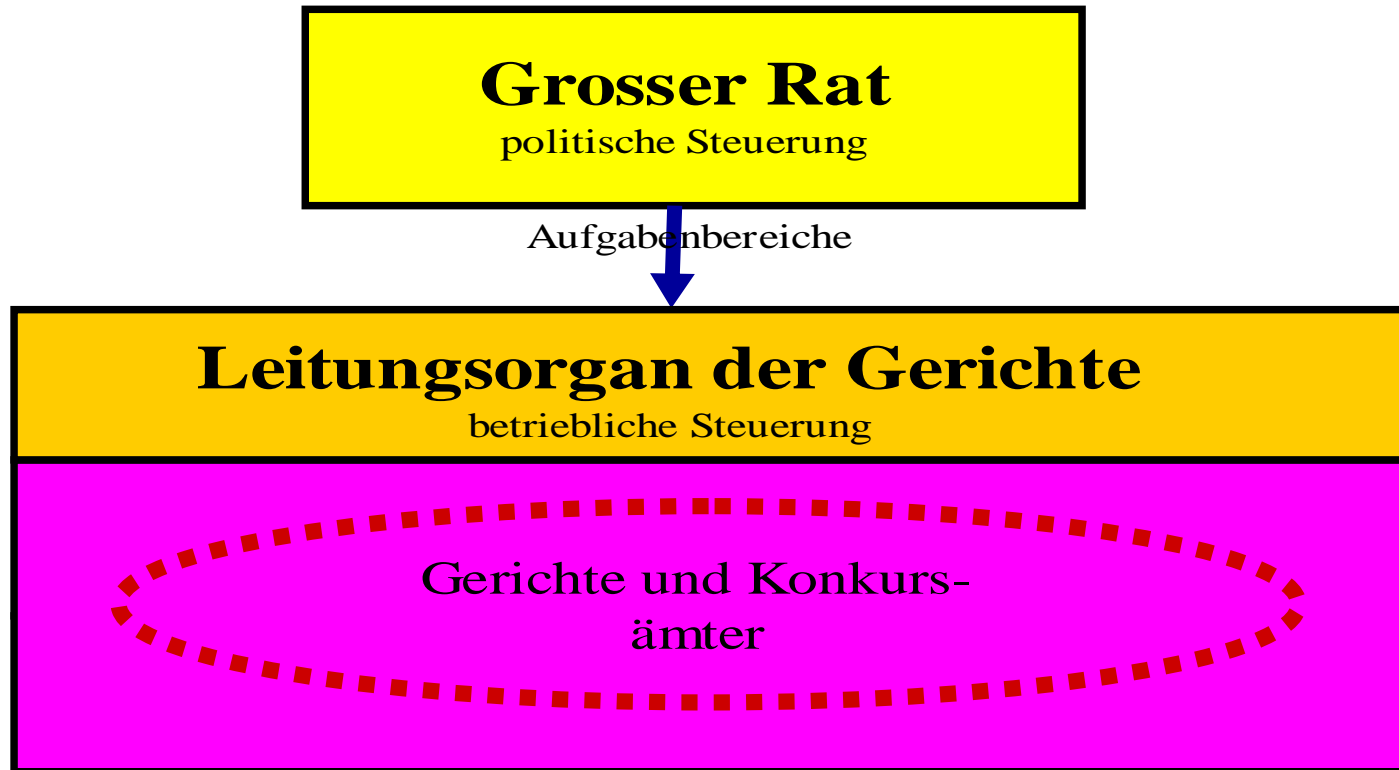 Grosser Rat
politische Steuerung
Aufgabenbereiche
Leitungsorgan der Gerichte
betriebliche Steuerung
Gerichte und Konkurs-
ämter